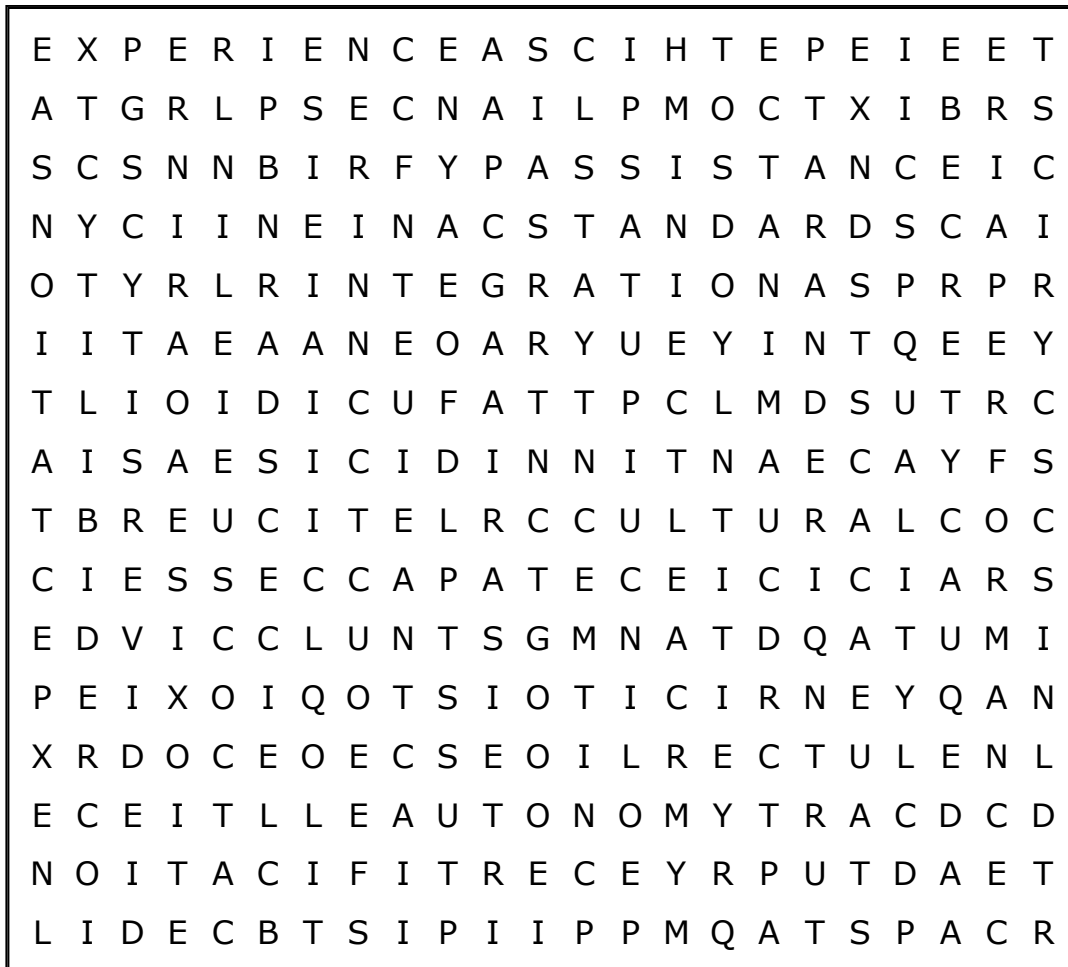 E X P E R I E N C E A S C I H T E P E I E E T
A T G R L P S E C N A I L P M O C T X I B R S
S C S N N B I R F Y P A S S I S T A N C E I C
N Y C I I N E I N A C S T A N D A R D S C A I
O T Y R L R I N T E G R A T I O N A S P R P R
I I T A E A A N E O A R Y U E Y I N T Q E E Y
T L I O I D I C U F A T T P C L M D S U T R C
A I S A E S I C I D I N N I T N A E C A Y F S
T B R E U C I T E L R C C U L T U R A L C O C
C I E S S E C C A P A T E C E I C I C I A R S
E D V I C C L U N T S G M N A T D Q A T U M I
P E I X O I Q O T S I O T I C I R N E Y Q A N
X R D O C E O E C S E O I L R E C T U L E N L
E C E I T L L E A U T O N O M Y T R A C D C D
N O I T A C I F I T R E C E Y R P U T D A E T
L I D E C B T S I P I I P P M Q A T S P A C R